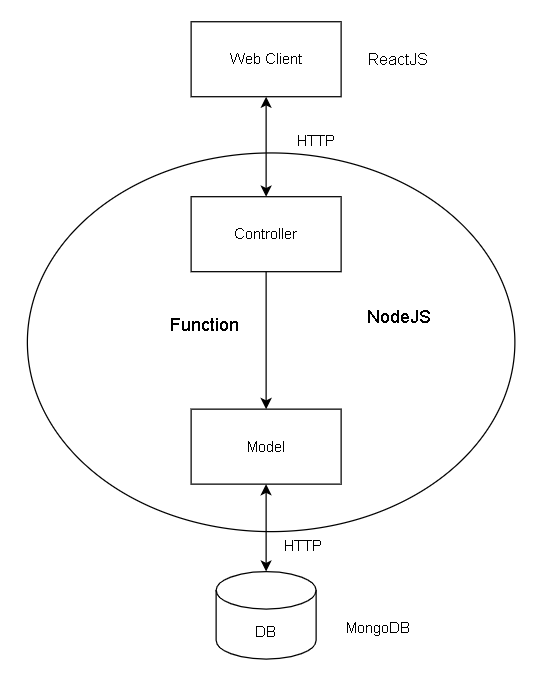 Web Client
ReactJS
HTTP
Controller
Function
NodeJS
Model
HTTP
DB
MongoDB